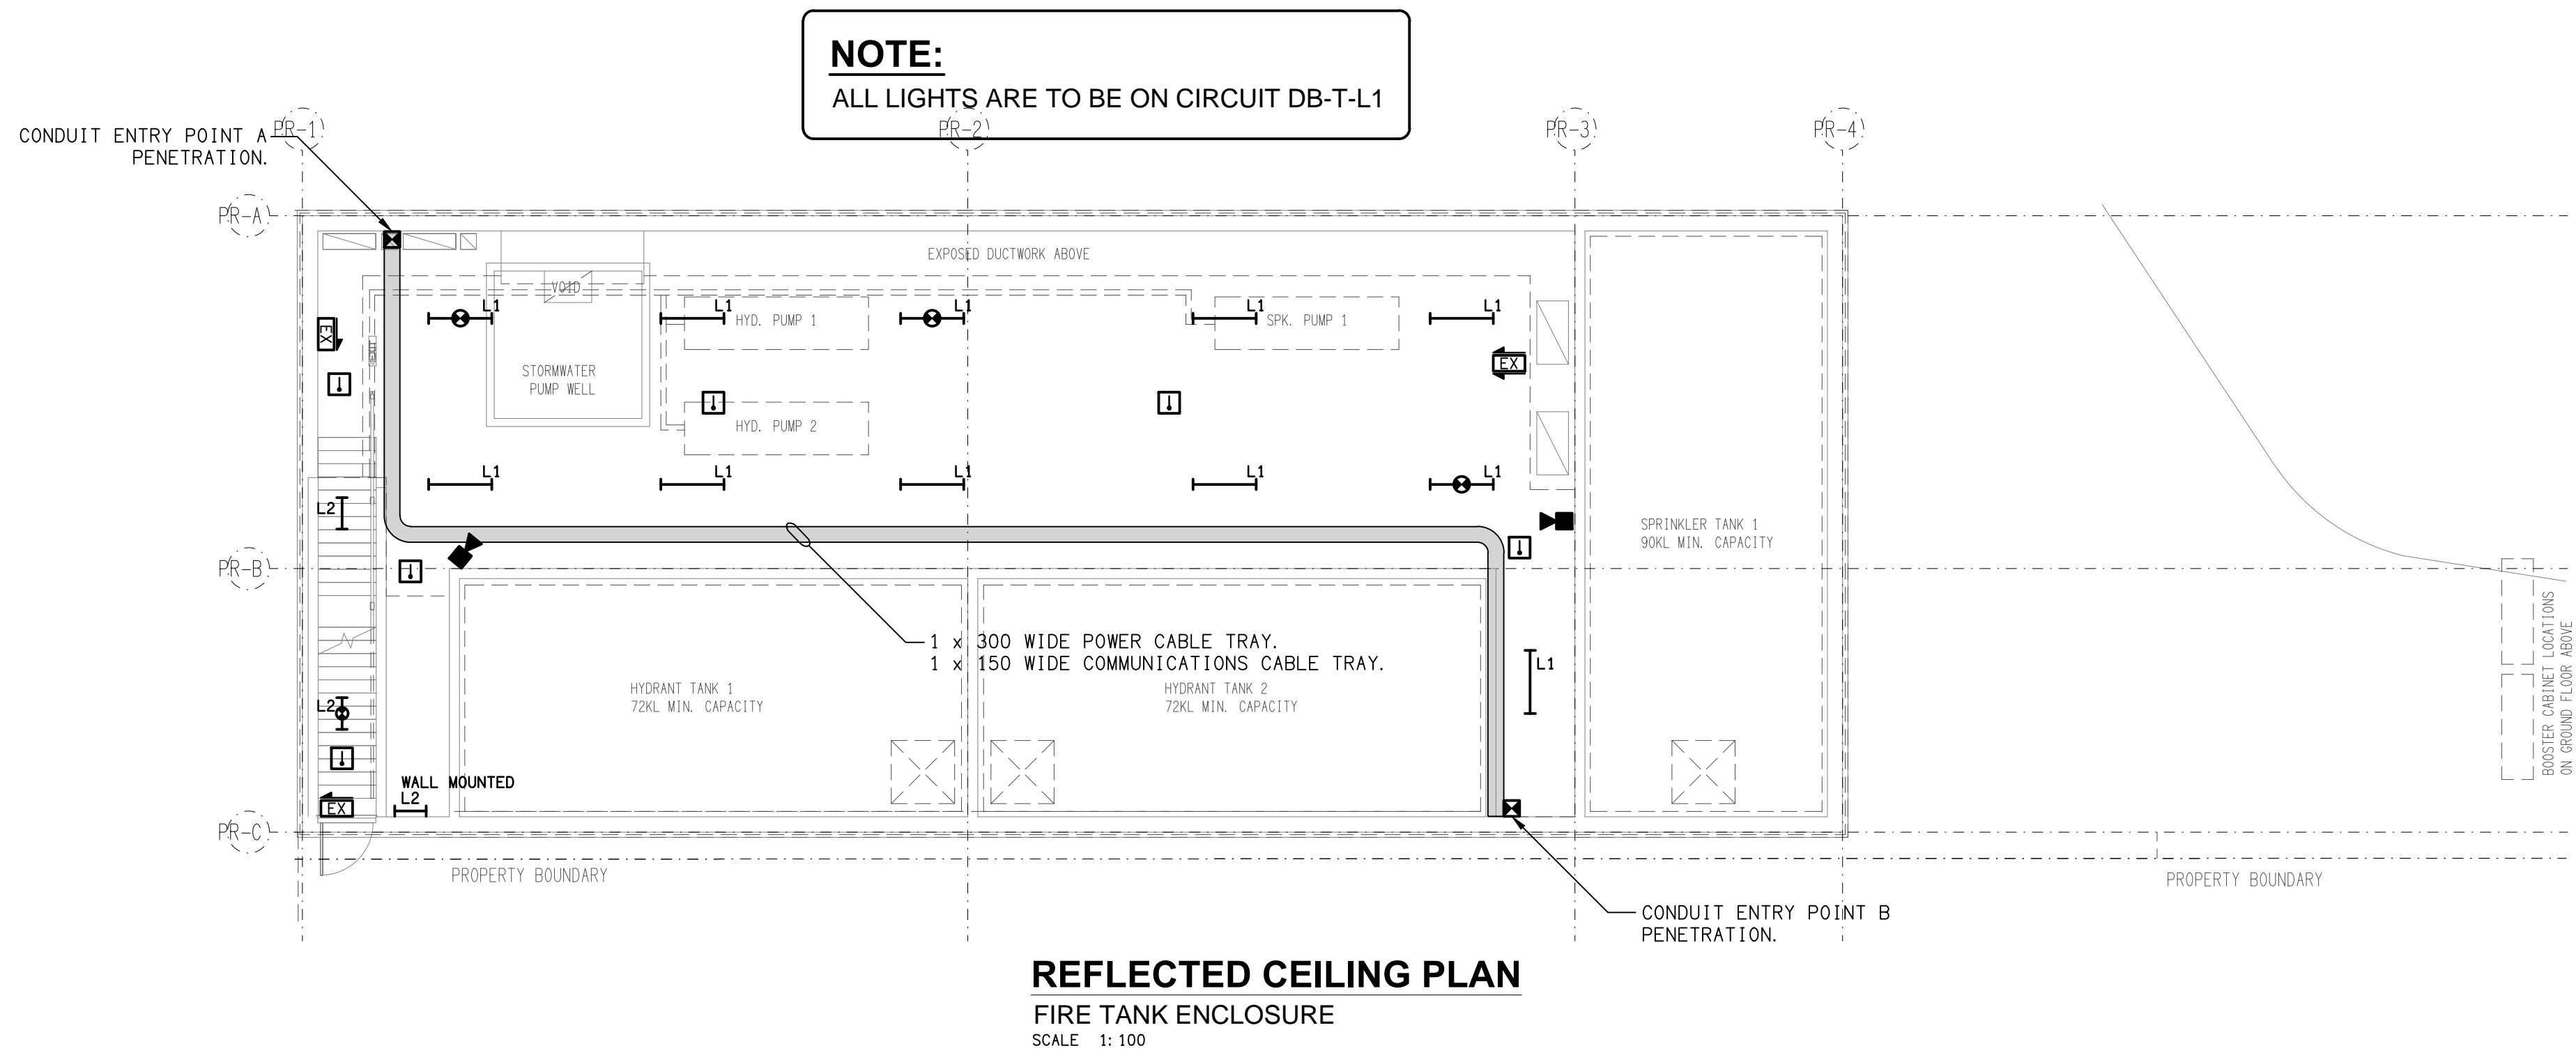 NOTE:
ALL LIGHTS ARE TO BE ON CIRCUIT DB-T-L1
CONDUIT ENTRY POINT A
PENETRATION.
PR-1
PR-2
PR-3
PR-4
PR-A
EXPOSED DUCTWORK ABOVE
VOID
L1
L1
L1
L1
L1
HYD. PUMP 1
SPK. PUMP 1
EX
EXIT
EX
STORMWATER
PUMP WELL
HYD. PUMP 2
L1
L1
L1
L1
L1
L2
SPRINKLER TANK 1
90KL MIN. CAPACITY
PR-B
1 x 300 WIDE POWER CABLE TRAY.
1 x 150 WIDE COMMUNICATIONS CABLE TRAY.
L1
HYDRANT TANK 1
72KL MIN. CAPACITY
HYDRANT TANK 2
72KL MIN. CAPACITY
BOOSTER CABINET LOCATIONS
ON GROUND FLOOR ABOVE
L2
WALL MOUNTED
L2
EX
PR-C
PROPERTY BOUNDARY
PROPERTY BOUNDARY
CONDUIT ENTRY POINT B
PENETRATION.
REFLECTED CEILING PLAN
FIRE TANK ENCLOSURE
SCALE 1:100